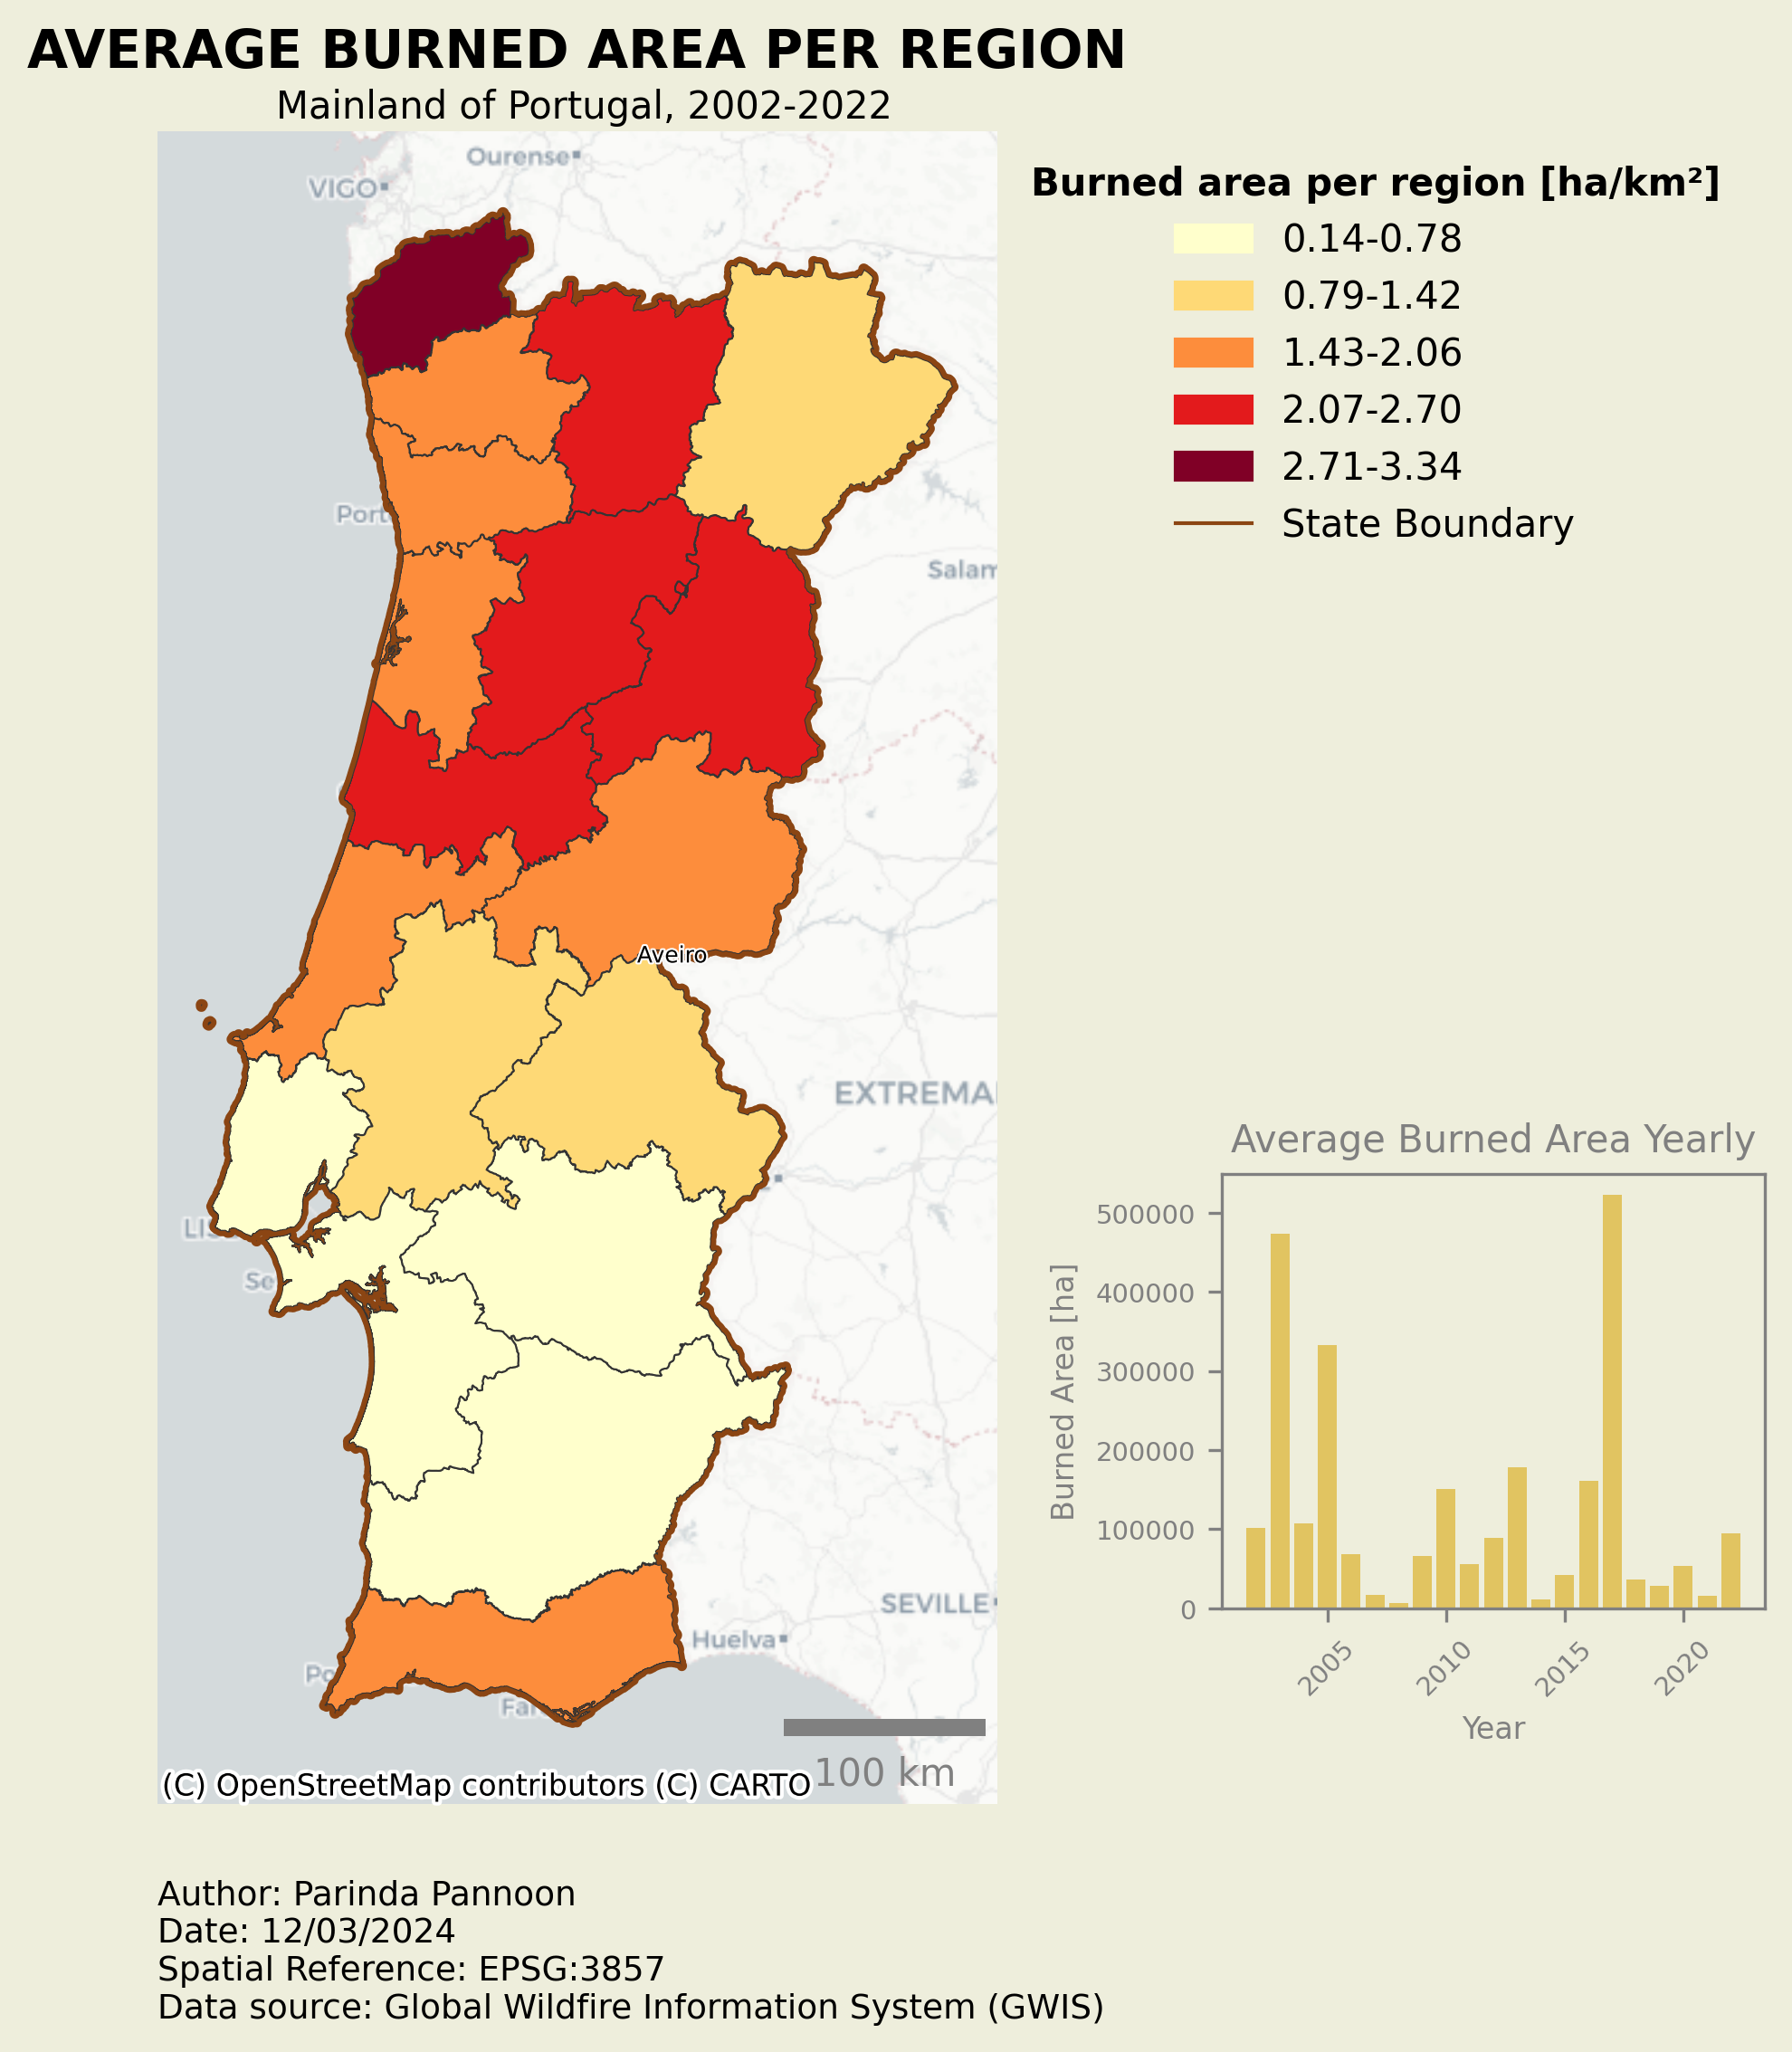 AVERAGE BURNED AREA PER REGION
Mainland of Portugal, 2002-2022
Ourense
VIGO
Burned area per region [ha/km²]
0.14-0.78
0.79-1.42
1.43-2.06
2.07-2.70
2.71-3.34
State Boundary
Port
Salam
Aveiro
EXTREMA
LIS
Se
SEVILLE
Huelva
Po
Far
100 km
(C) OpenStreetMap contributors (C) CARTO
Average Burned Area Yearly
Burned Area [ha]
500000
400000
300000
200000
100000
0
2005
2010
2015
2020
Year
Author: Parinda Pannoon
Date: 12/03/2024
Spatial Reference: EPSG:3857
Data source: Global Wildfire Information System (GWIS)